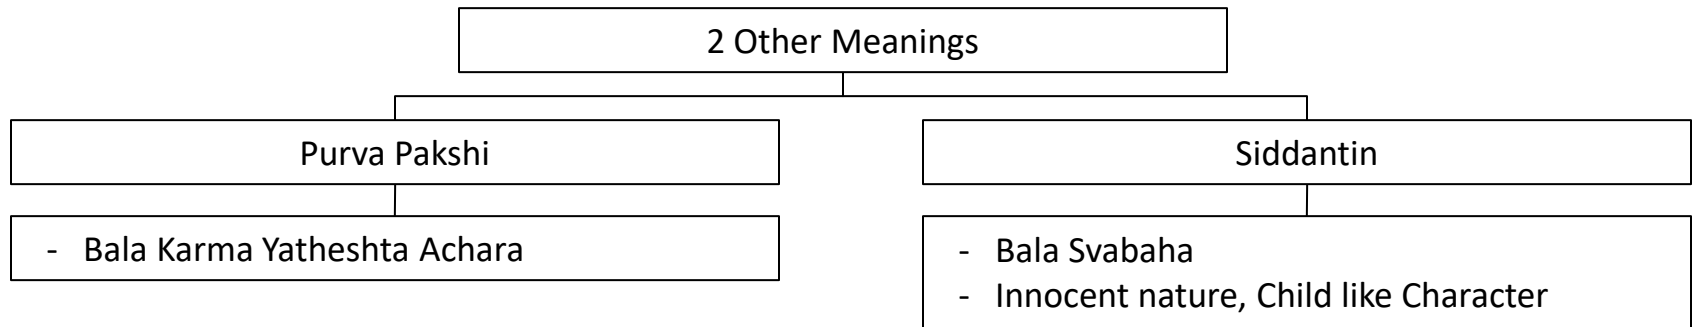 2 Other Meanings
Purva Pakshi
Siddantin
- Bala Karma Yatheshta Achara
- Bala Svabaha
- Innocent nature, Child like Character